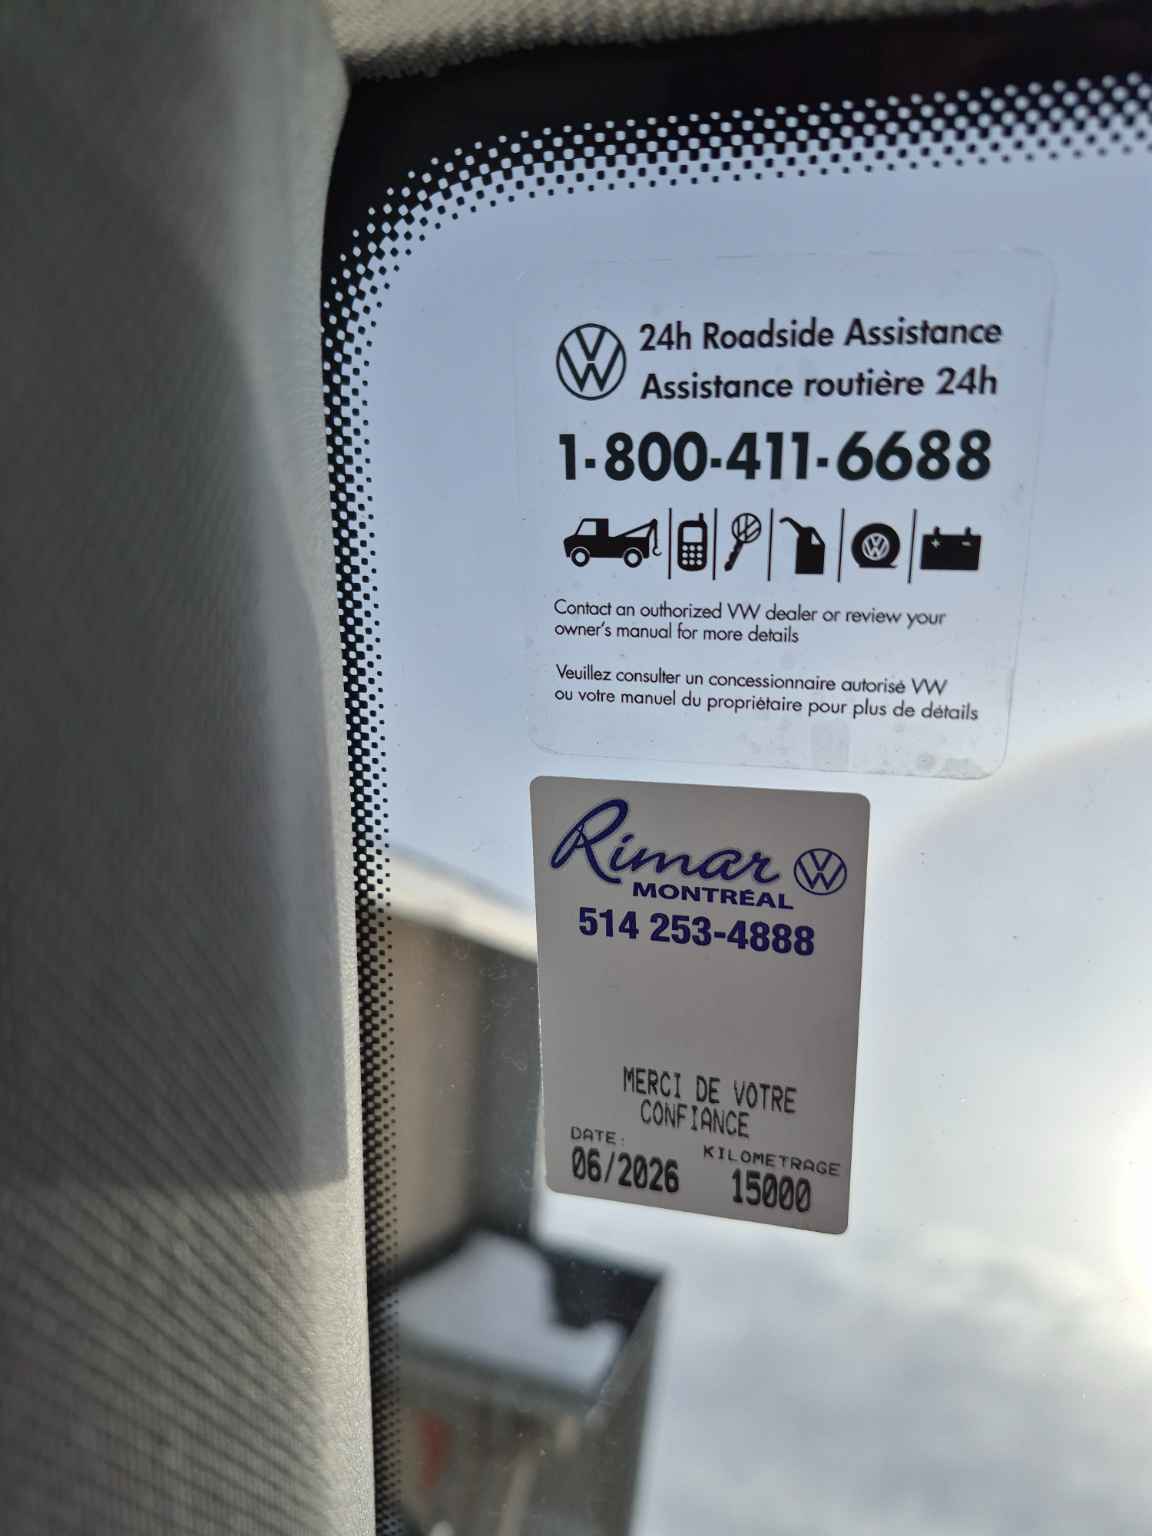 24h Roadside Assistance
Assistance routière 24h
1-800-411-6688
Contact an outhorized VW dealer or review your
owner's manual for more details
Veuillez consulter un concessionnaire autorisé VW
ou votre manuel du propriétaire pour plus de détails
Rimar
MONTRÉAL
514 253-4888
MERCI DE VOTRE
CONFIANCE
DATE: KILOMETRAGE
06/2026 15000